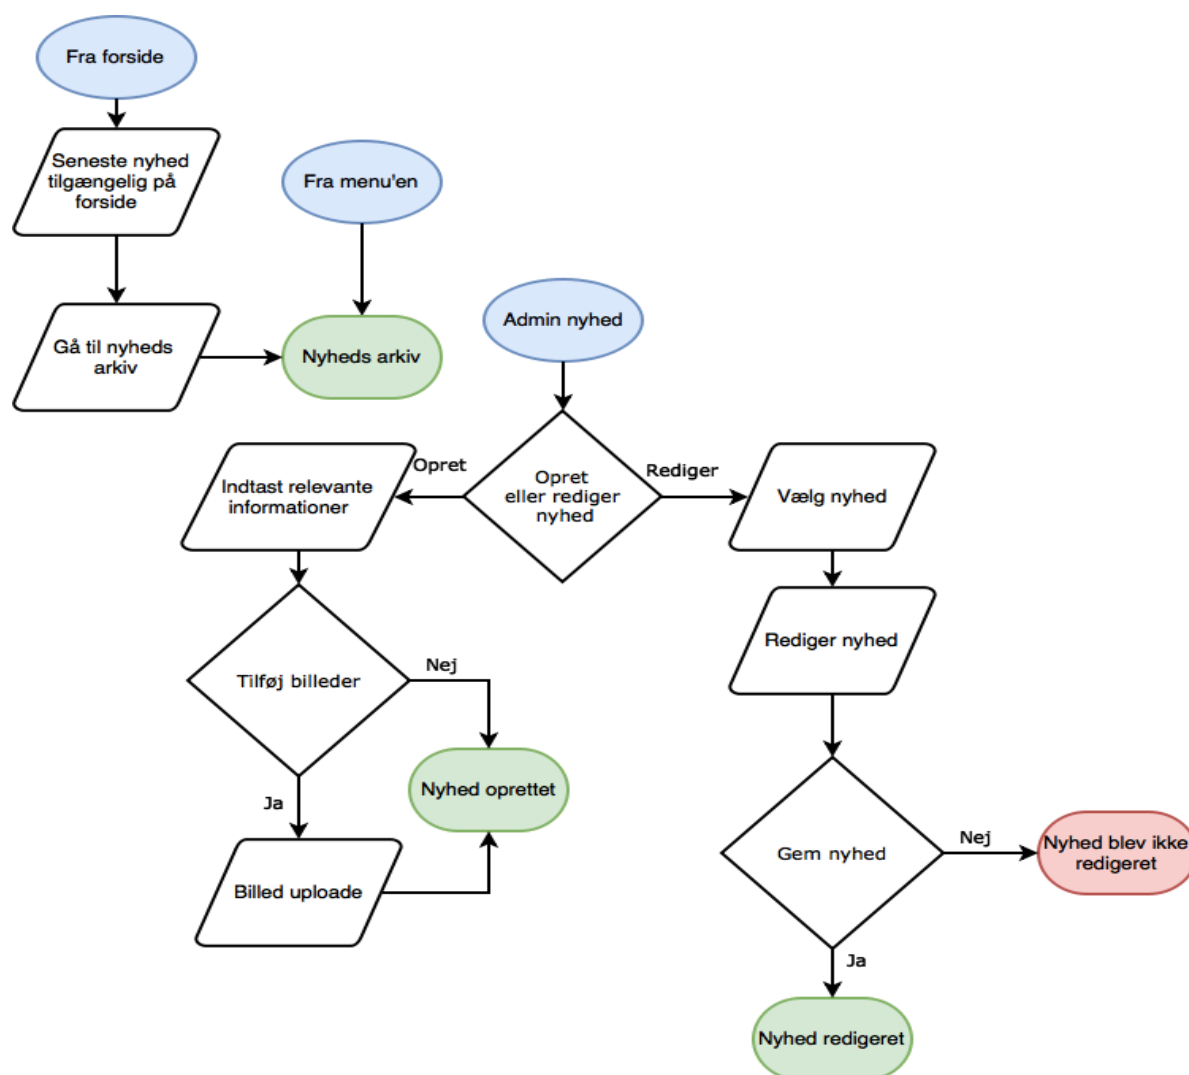 Fra forside
Seneste nyhed
tilgængelig på
forside
Fra menu'en
Gå til nyheds
arkiv
Nyheds arkiv
Admin nyhed
Opret
eller rediger
nyhed
Opret
Rediger
Indtast relevante
informationer
Vælg nyhed
Tilføj billeder
Nej
Ja
Nyhed oprettet
Billed uploade
Rediger nyhed
Gem nyhed
Nej
Nyhed blev ikke
redigeret
Ja
Nyhed redigeret